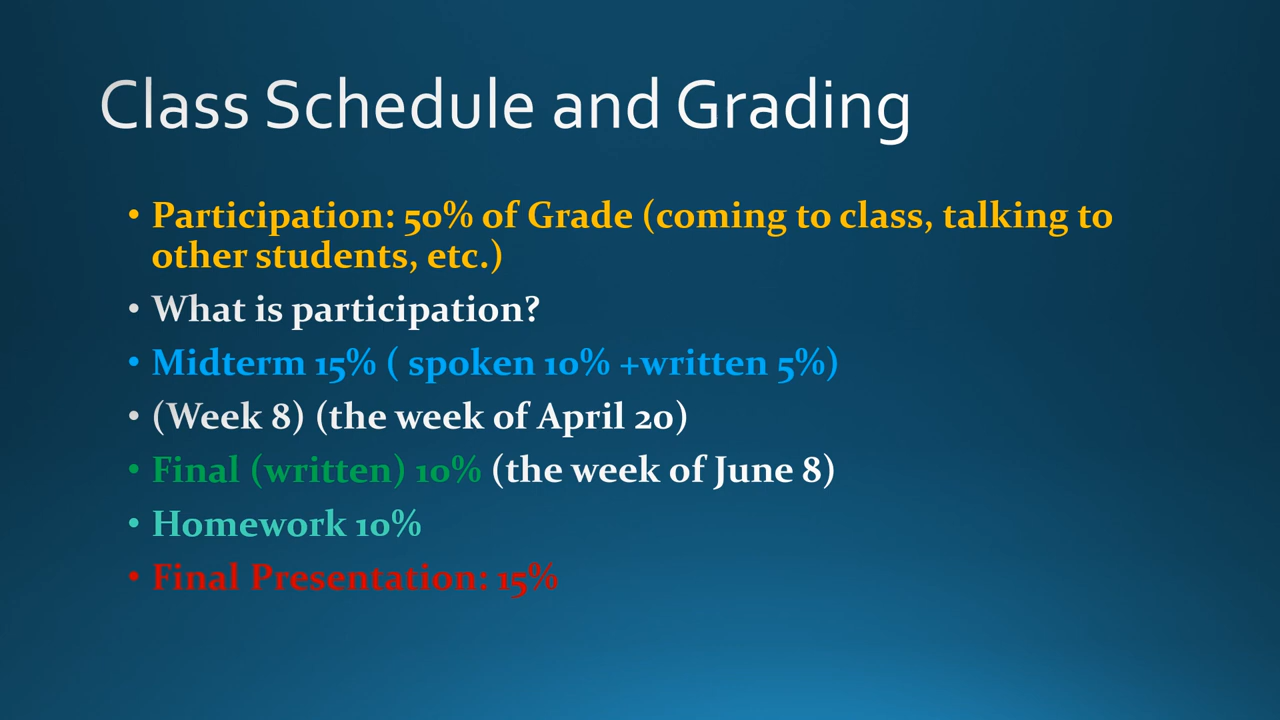 Class Schedule and Grading
• Participation: 50% of Grade (coming to class, talking to
other students, etc.)
• What is participation?
• Midterm 15% ( spoken 10% +written 5%)
• (Week 8) (the week of April 20)
• Final (written) 10% (the week of June 8)
• Homework 10%
• Final Presentation: 15%